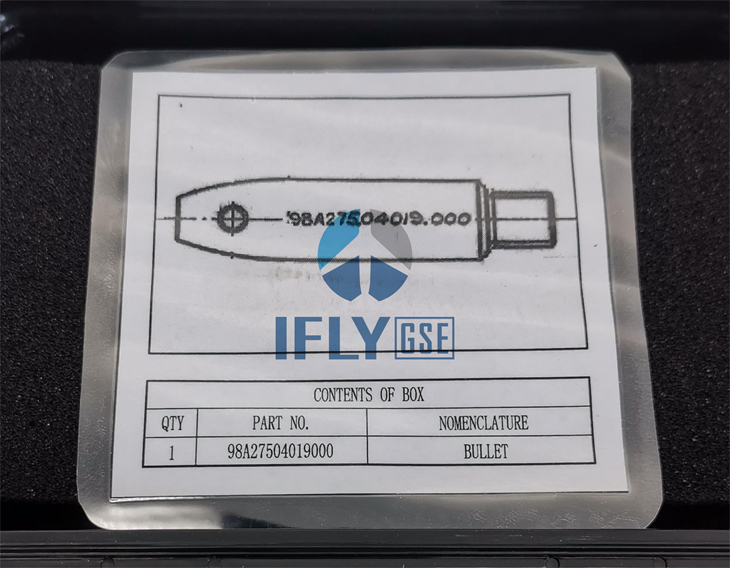 98A27504019.000
IFLY GSE
CONTENTS OF BOX
QTY PART NO. NOMENCLATURE
1 98A27504019000 BULLET